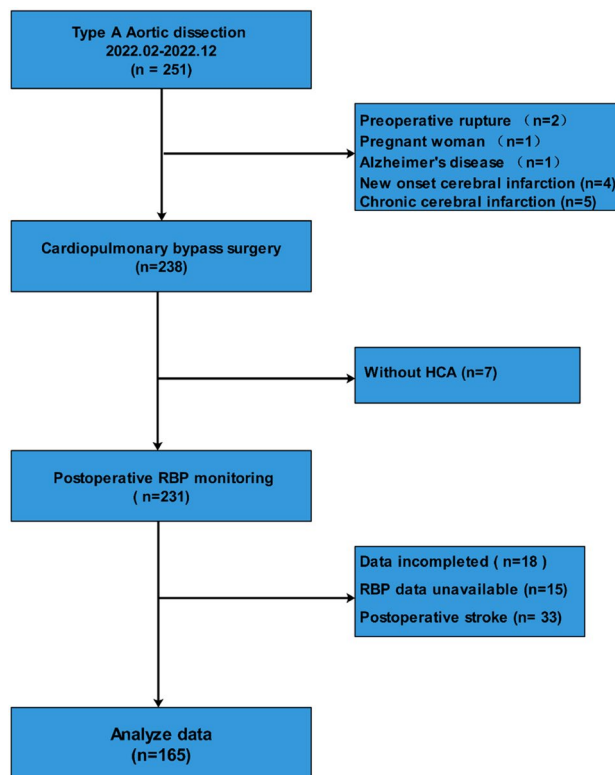 Type A Aortic dissection
2022.02-2022.12
(n = 251)
Preoperative rupture （n=2）
Pregnant woman （n=1）
Alzheimer's disease （n=1）
New onset cerebral infarction (n=4)
Chronic cerebral infarction (n=5)
Cardiopulmonary bypass surgery
(n=238)
Without HCA (n=7)
Postoperative RBP monitoring
( n=231)
Data incompleted ( n=18 )
RBP data unavailable (n=15)
Postoperative stroke (n= 33)
Analyze data
(n=165)